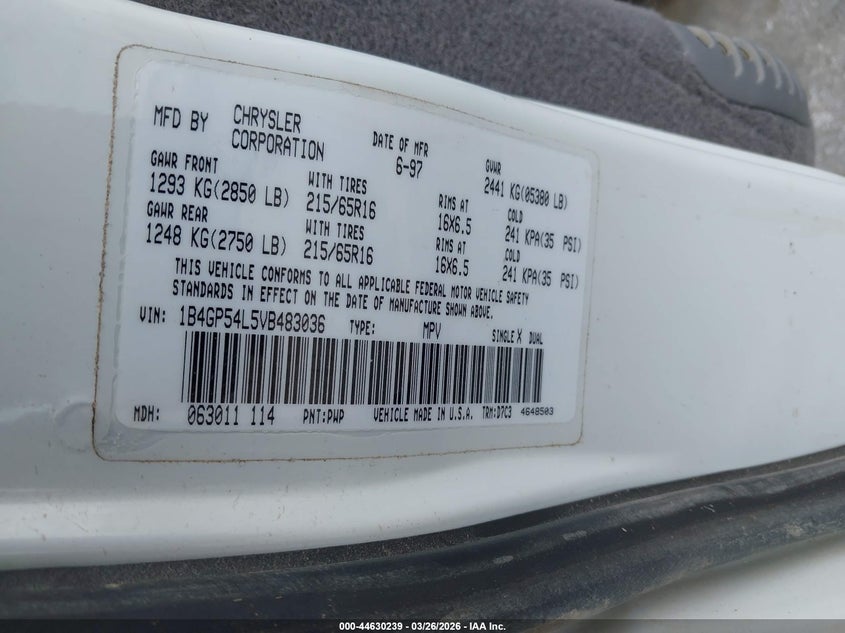 MFD BY CHRYSLER CORPORATION DATE OF MFR 6-97 GVWR 2441 KG(05380 LB)
GAWR FRONT WITH TIRES RIMS AT COLD
1293 KG(2850 LB) 215/65R16 16X6.5 241 KPA(35 PSI)
GAWR REAR WITH TIRES RIMS AT COLD
1248 KG(2750 LB) 215/65R16 16X6.5 241 KPA(35 PSI)
THIS VEHICLE CONFORMS TO ALL APPLICABLE FEDERAL MOTOR VEHICLE SAFETY
STANDARDS IN EFFECT ON THE DATE OF MANUFACTURE SHOWN ABOVE.
VIN: 1B4GP54L5VB483036 TYPE: MPV SINGLE X DUAL
MDH: 063011 114 PNT:PWP VEHICLE MADE IN U.S.A. TRM:D7C3 4648503
000-44630239 - 03/26/2026 - IAA Inc.